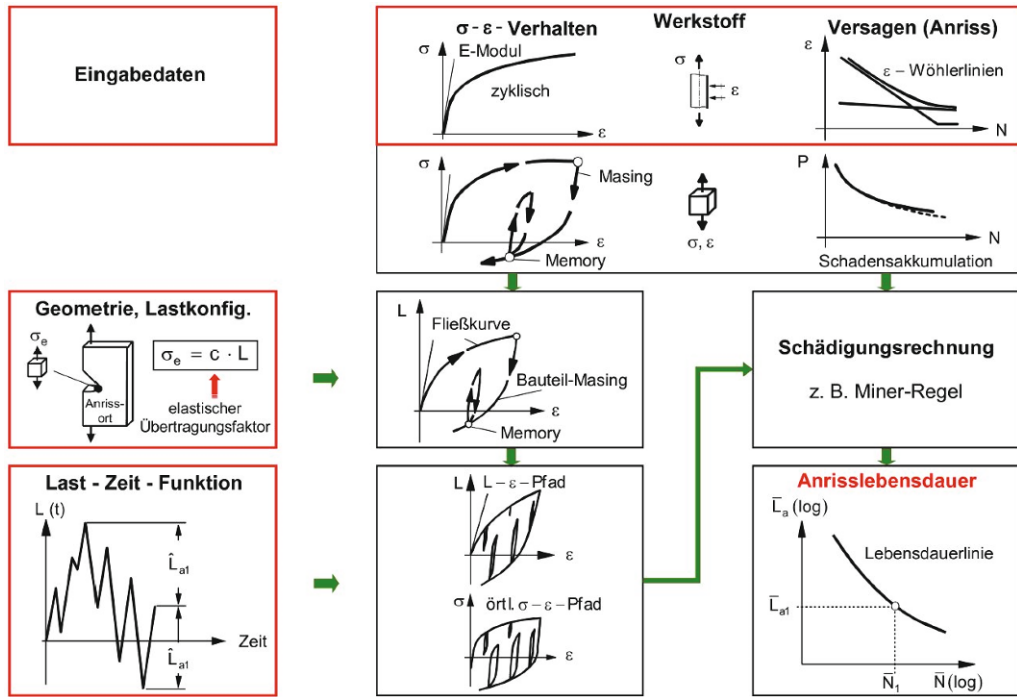 Eingabedaten
σ - ε - Verhalten
Werkstoff
Versagen (Anriss)
σ
E-Modul
zyklisch
ε
σ
ε
ε
ε – Wöhlerlinien
N
σ
Masing
ε
Memory
σ, ε
P
N
Schadensakkumulation
Geometrie, Lastkonfig.
σe
Anriss-
ort
σe = c · L
elastischer
Übertragungsfaktor
L
Fließkurve
Bauteil-Masing
ε
Memory
Schädigungsrechnung
z. B. Miner-Regel
Last - Zeit - Funktion
L (t)
L̂a1
Zeit
L̂a1
L
L – ε – Pfad
ε
σ
örtl. σ – ε – Pfad
ε
Anrisslebensdauer
L̅a (log)
Lebensdauerlinie
L̅a1
N̅1
N̅ (log)